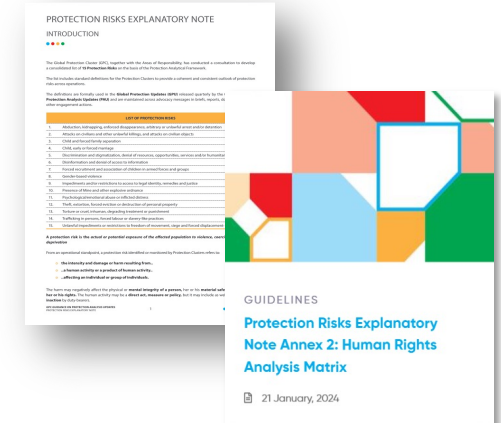 PROTECTION RISKS EXPLANATORY NOTE
INTRODUCTION
The Global Protection Cluster (GPC), together with the Areas of Responsibility, has conducted a consultation to develop
a consolidated list of 15 Protection Risks on the basis of the Protection Analytical Framework.
The list includes standard definitions for the Protection Clusters to provide a coherent and consistent outlook of protection
risks across operations.
The definitions are formally used in the Global Protection Updates (GPU) released quarterly by the
Protection Analysis Updates (PAU) and are maintained across advocacy messages in briefs, reports,
other engagement actions.
LIST OF PROTECTION RISKS
1. Abduction, kidnapping, enforced disappearance, arbitrary or unlawful arrest and/or detention
2. Attacks on civilians and other unlawful killings, and attacks on civilian objects
3. Child and forced family separation
4. Child, early or forced marriage
5. Discrimination and stigmatization, denial of resources, opportunities, services and/or humanitarian
6. Disinformation and denial of access to information
7. Forced recruitment and association of children in armed forces and groups
8. Gender-based violence
9. Impediments and/or restrictions to access to legal identity, remedies and justice
10. Presence of Mine and other explosive ordnance
11. Psychological/emotional abuse or inflicted distress
12. Theft, extortion, forced eviction or destruction of personal property
13. Torture or cruel, inhuman, degrading treatment or punishment
14. Trafficking in persons, forced labour or slavery-like practices
15. Unlawful impediments or restrictions to freedom of movement, siege and forced displacement
A protection risk is the actual or potential exposure of the affected population to violence,
deprivation
From an operational standpoint, a protection risk identified or monitored by Protection Clusters refers to:
the intensity and damage or harm resulting from..
..a human activity or a product of human activity..
..affecting an individual or group of individuals.
The harm may negatively affect the physical or mental integrity of a person, her or his material
her or his rights. The human activity may be a direct act, measure or policy, but it may include as
inaction by duty bearers.
PROTECTION RISKS EXPLANATORY NOTE
1
GUIDELINES
Protection Risks Explanatory
Note Annex 2: Human Rights
Analysis Matrix
21 January, 2024